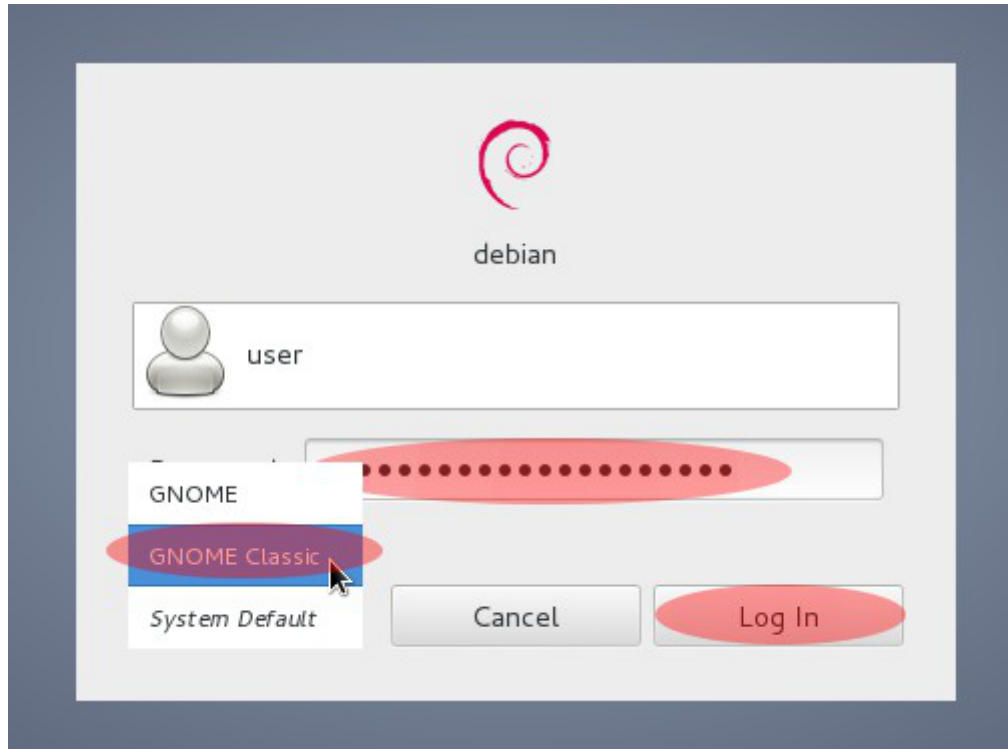 debian
user
GNOME
GNOME Classic
System Default
Cancel
Log In